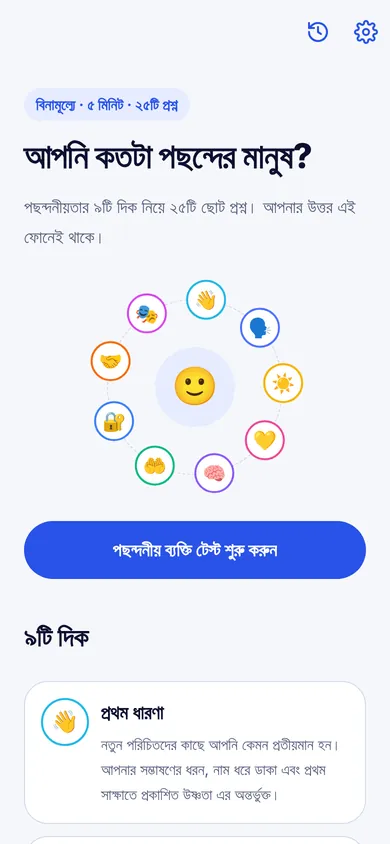 বিনামূল্যে · ৫ মিনিট · ২৫টি প্রশ্ন
আপনি কতটা পছন্দের মানুষ?
পছন্দনীয়তার ৯টি দিক নিয়ে ২৫টি ছোট প্রশ্ন। আপনার উত্তর এই
ফোনেই থাকে।
পছন্দনীয় ব্যক্তি টেস্ট শুরু করুন
৯টি দিক
প্রথম ধারণা
নতুন পরিচিতদের কাছে আপনি কেমন প্রতীয়মান হন।
আপনার সম্ভাষণের ধরন, নাম ধরে ডাকা এবং প্রথম
সাক্ষাতে প্রকাশিত উষ্ণতা এর অন্তর্ভুক্ত।